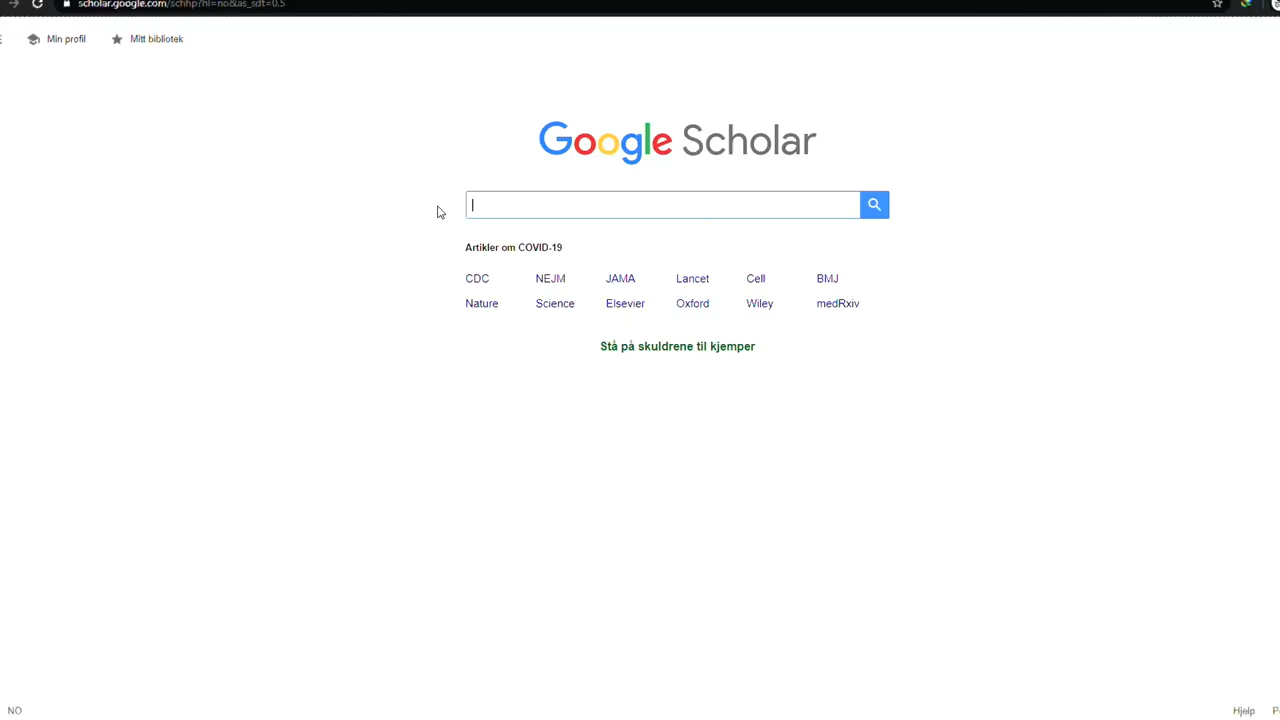 scholar.google.com/schhp?hl=no&as_sdt=0,5
Min profil Mitt bibliotek
Google Scholar
Artikler om COVID-19
CDC NEJM JAMA Lancet Cell BMJ
Nature Science Elsevier Oxford Wiley medRxiv
Stå på skuldrene til kjemper
NO Hjelp